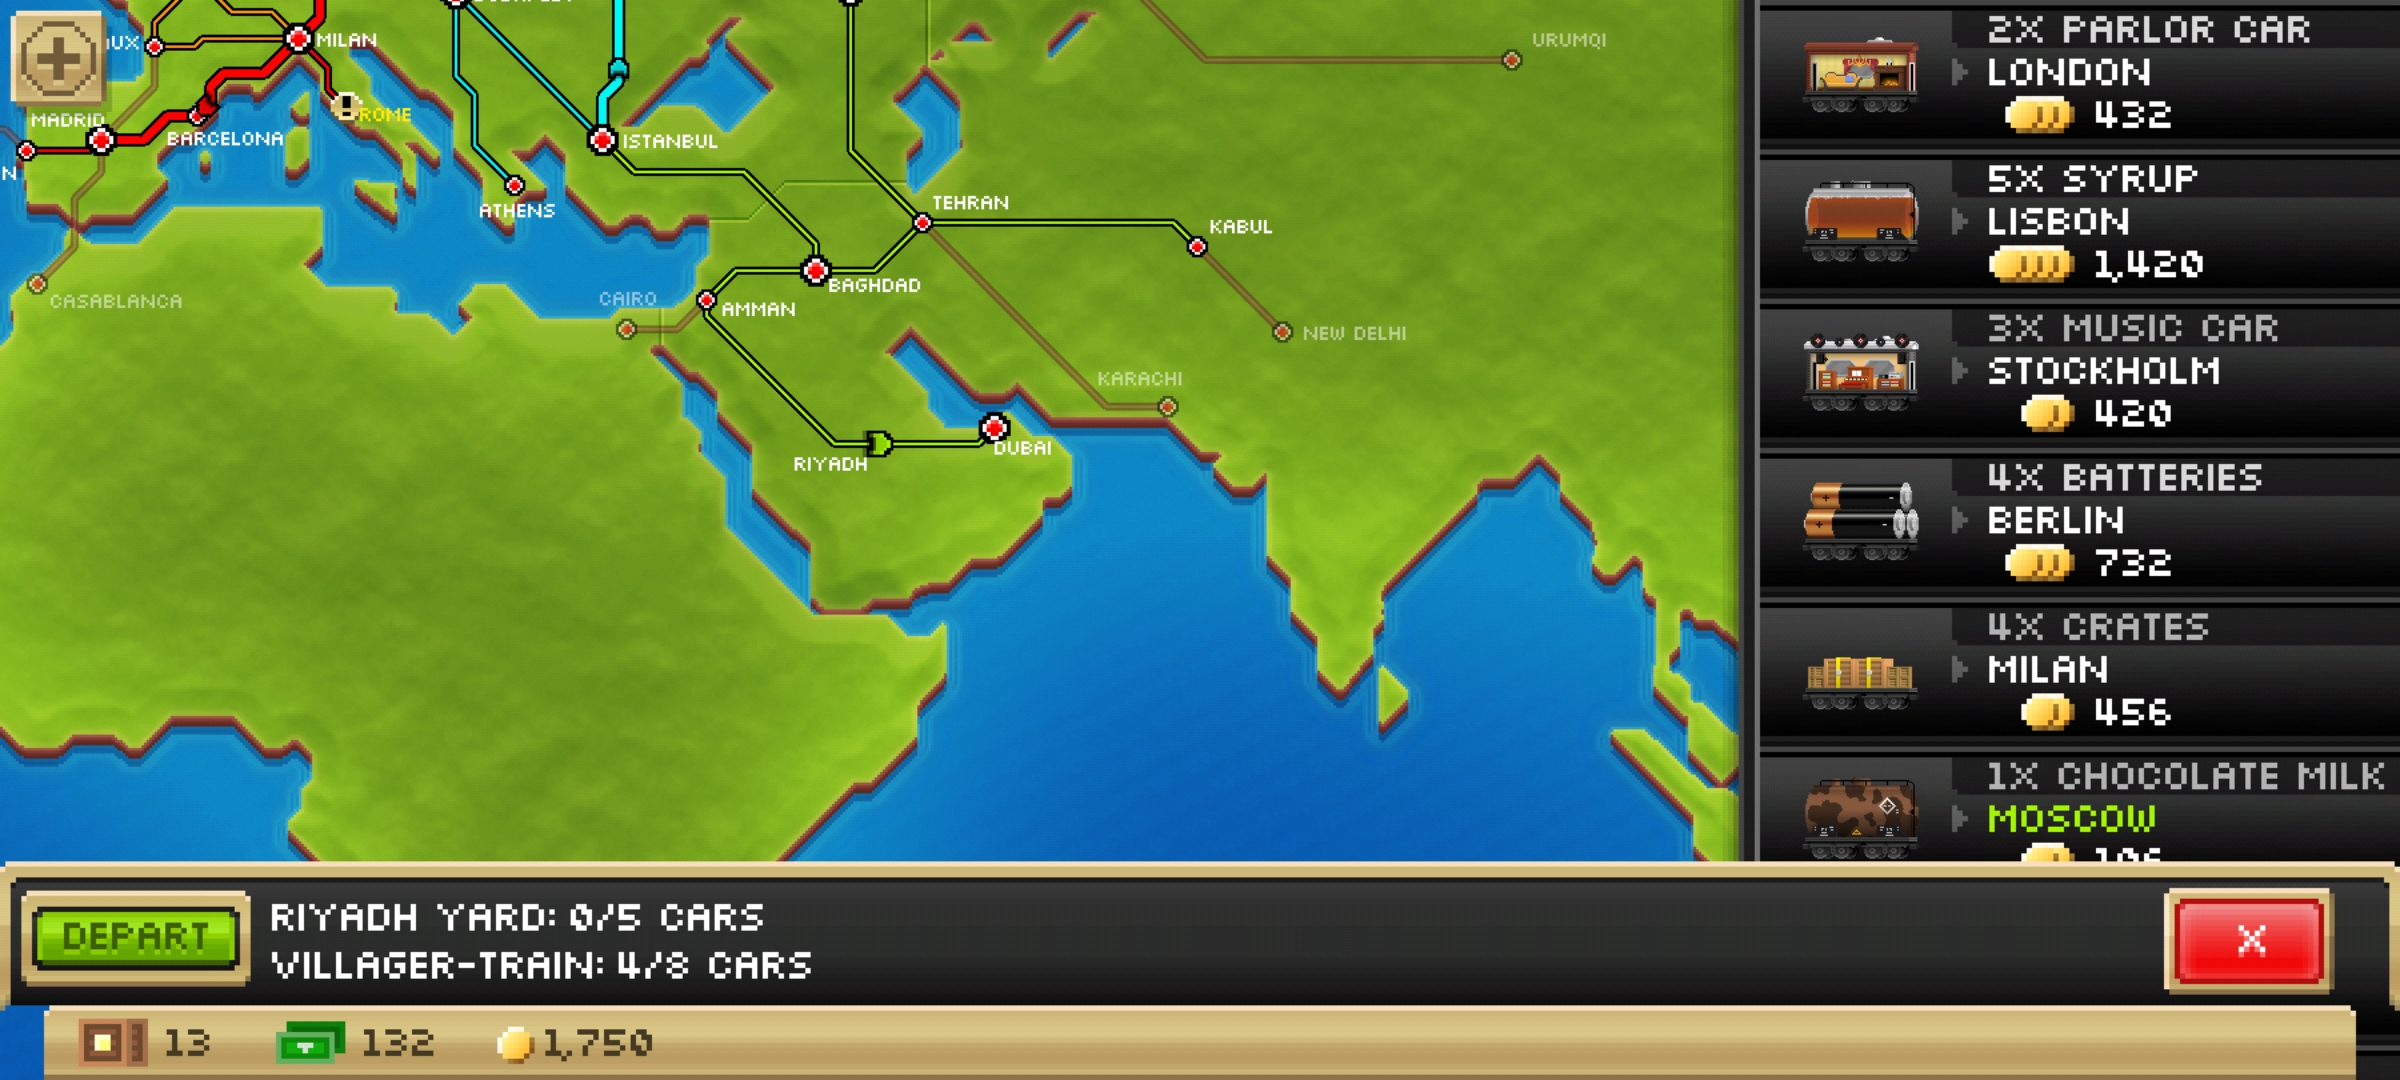 MILAN
URUMQI
UX
ROME
MADRID
BARCELONA
ISTANBUL
N
ATHENS
TEHRAN
KABUL
BAGHDAD
CASABLANCA
CAIRO
AMMAN
NEW DELHI
KARACHI
DUBAI
RIYADH
2X PARLOR CAR
LONDON
432
5X SYRUP
LISBON
1,420
3X MUSIC CAR
STOCKHOLM
420
4X BATTERIES
BERLIN
732
4X CRATES
MILAN
456
1X CHOCOLATE MILK
MOSCOW
106
DEPART
RIYADH YARD: 0/5 CARS
VILLAGER-TRAIN: 4/8 CARS
X
13
132
1,750